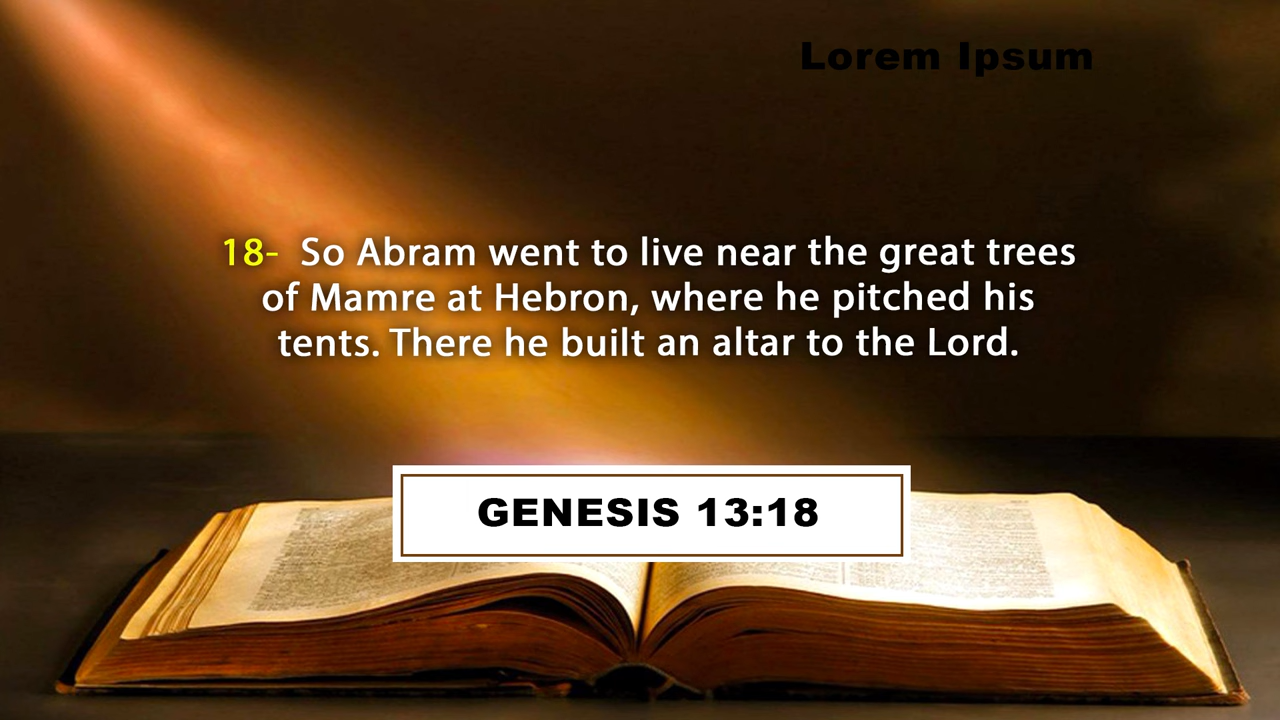 Lorem Ipsum
18- So Abram went to live near the great trees
of Mamre at Hebron, where he pitched his
tents. There he built an altar to the Lord.
GENESIS 13:18